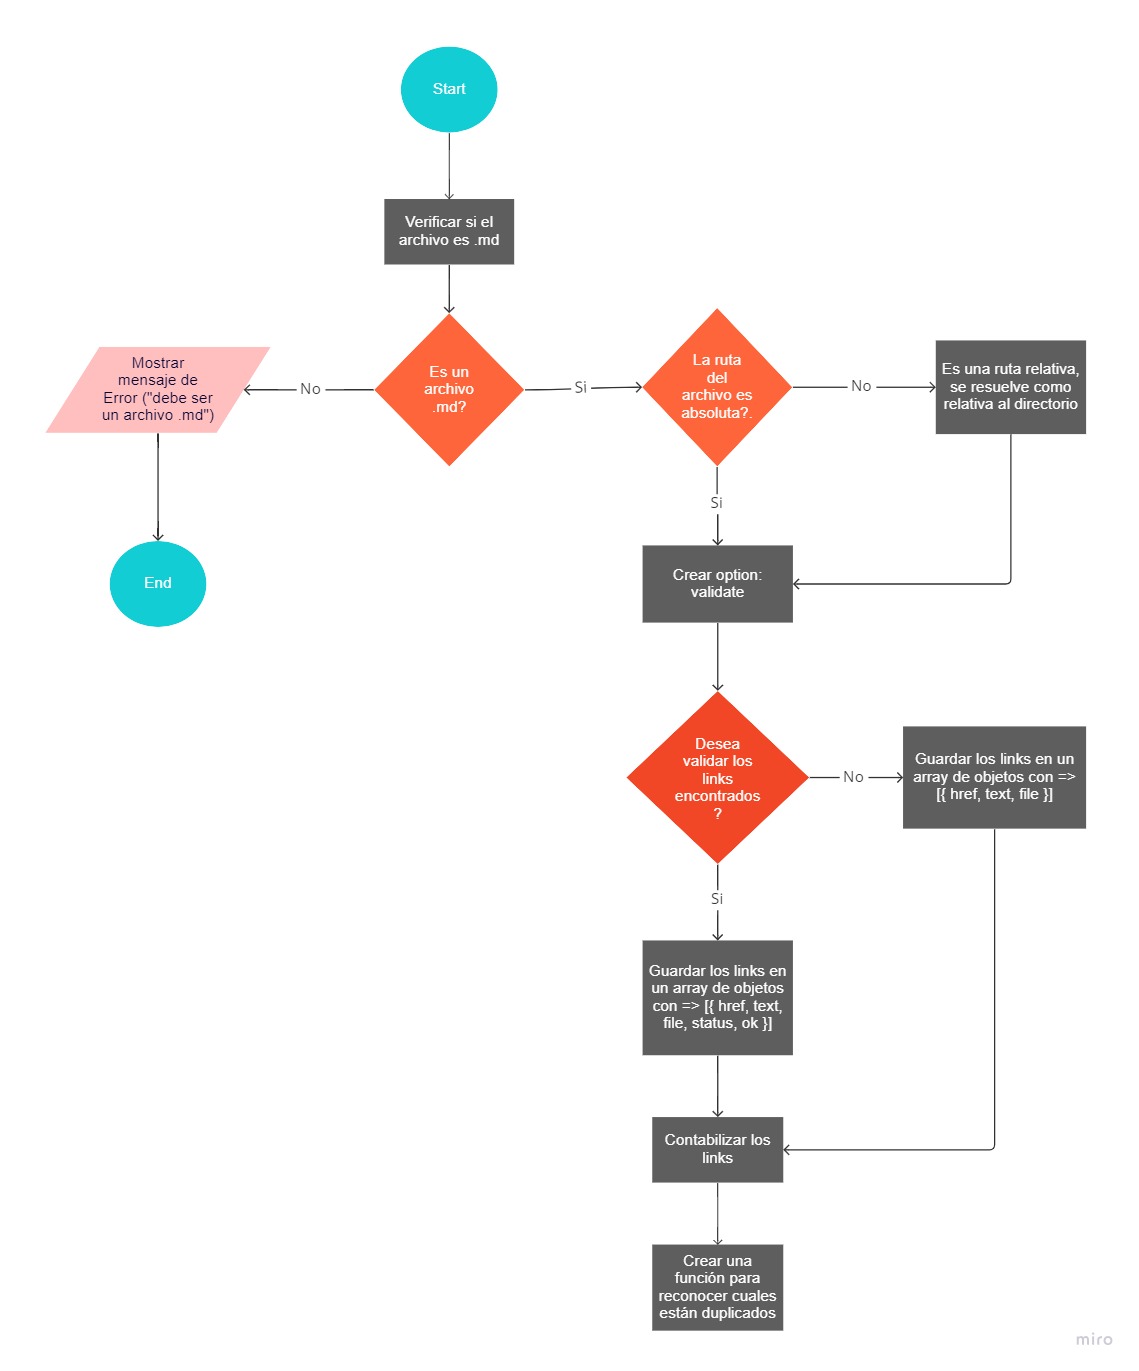 Start
Verificar si el
archivo es .md
Es un
archivo
.md?
No
Mostrar
mensaje de
Error ("debe ser
un archivo .md")
End
Si
La ruta
del
archivo es
absoluta?.
No
Es una ruta relativa,
se resuelve como
relativa al directorio
Si
Crear option:
validate
Desea
validar los
links
encontrados
?
No
Guardar los links en un
array de objetos con =>
[{ href, text, file }]
Si
Guardar los links en
un array de objetos
con => [{ href, text,
file, status, ok }]
Contabilizar los
links
Crear una
función para
reconocer cuales
están duplicados
miro